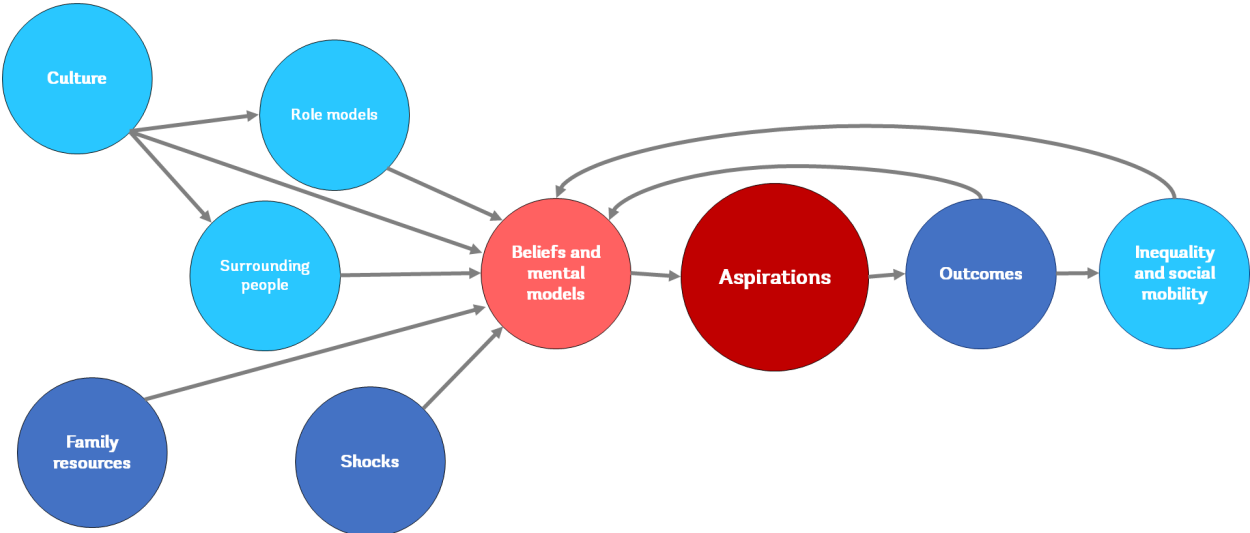 Culture
Role models
Surrounding
people
Beliefs and
mental
models
Aspirations
Outcomes
Inequality
and social
mobility
Family
resources
Shocks